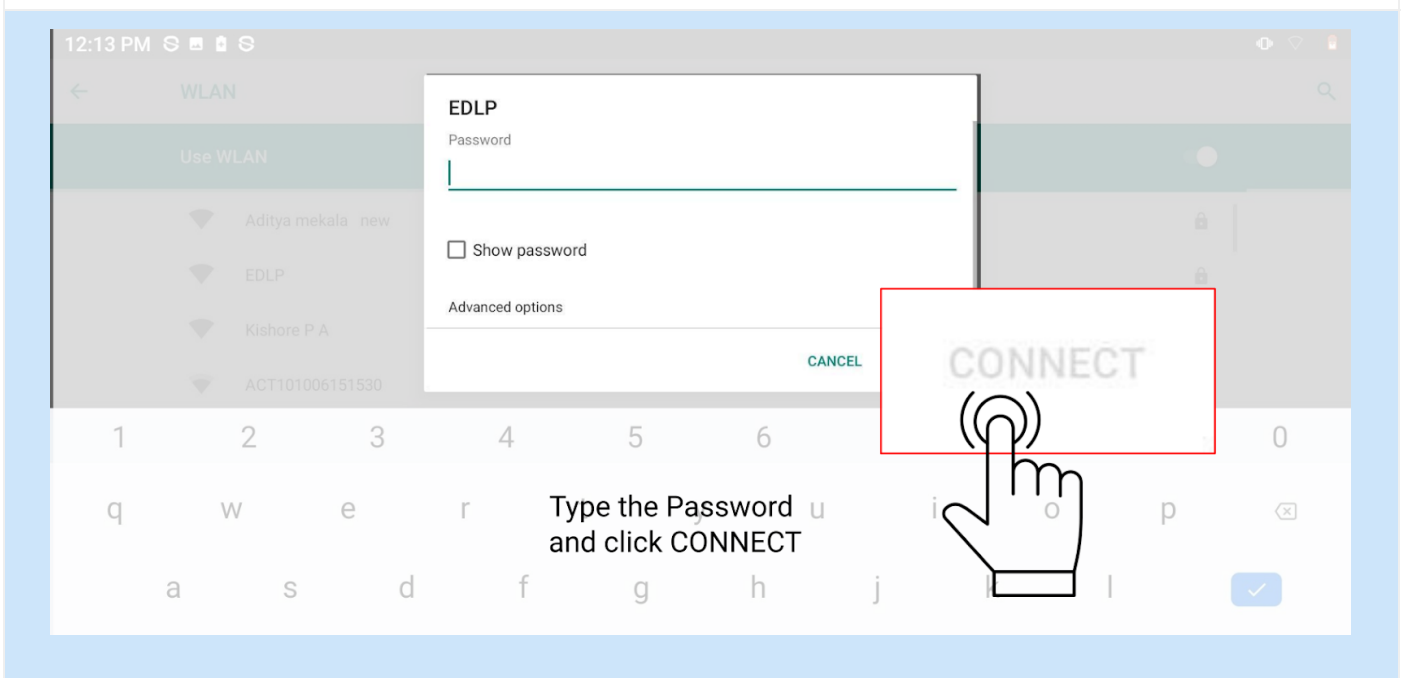 12:13 PM
WLAN
EDLP
Password
Use WLAN
Aditya mekala new
Show password
EDLP
Advanced options
Kishore P A
CANCEL
CONNECT
ACT101006151530
1 2 3 4 5 6 0
q w e r u i o p
Type the Password
and click CONNECT
a s d f g h j k l